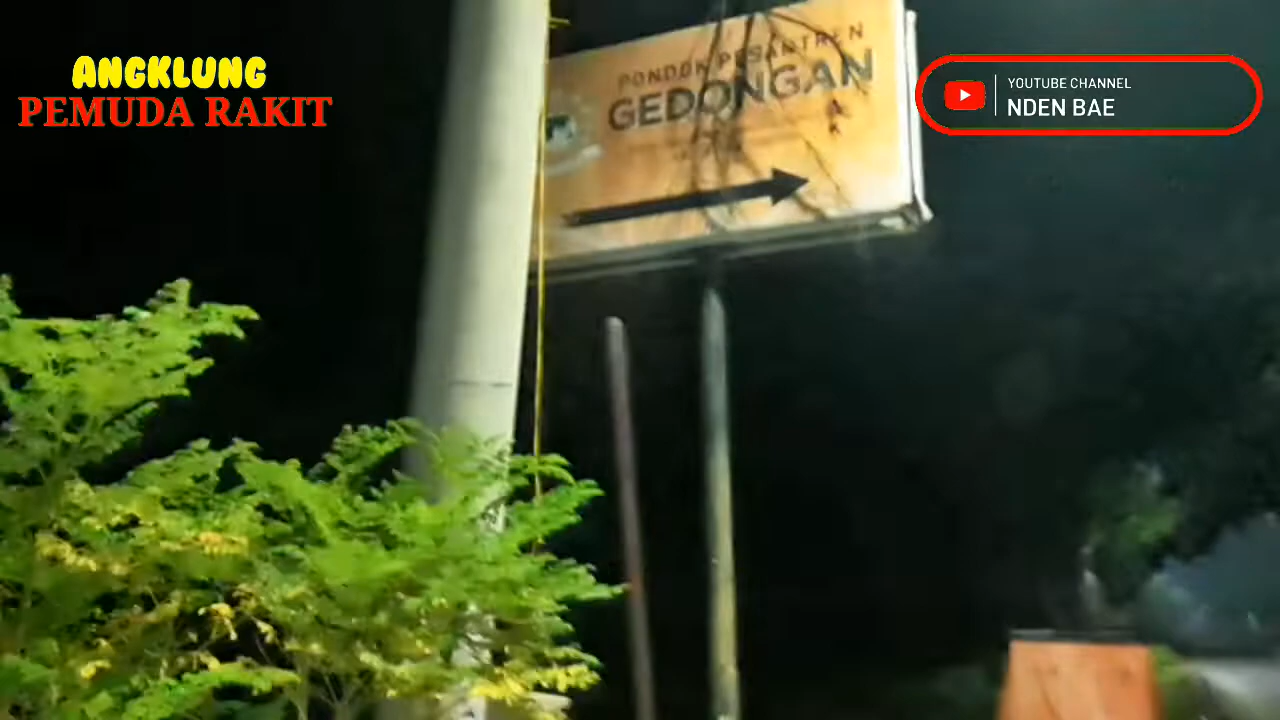 ANGKLUNG
PEMUDA RAKIT
PONDOK PESANTREN
GEDONGAN
YOUTUBE CHANNEL
NDEN BAE